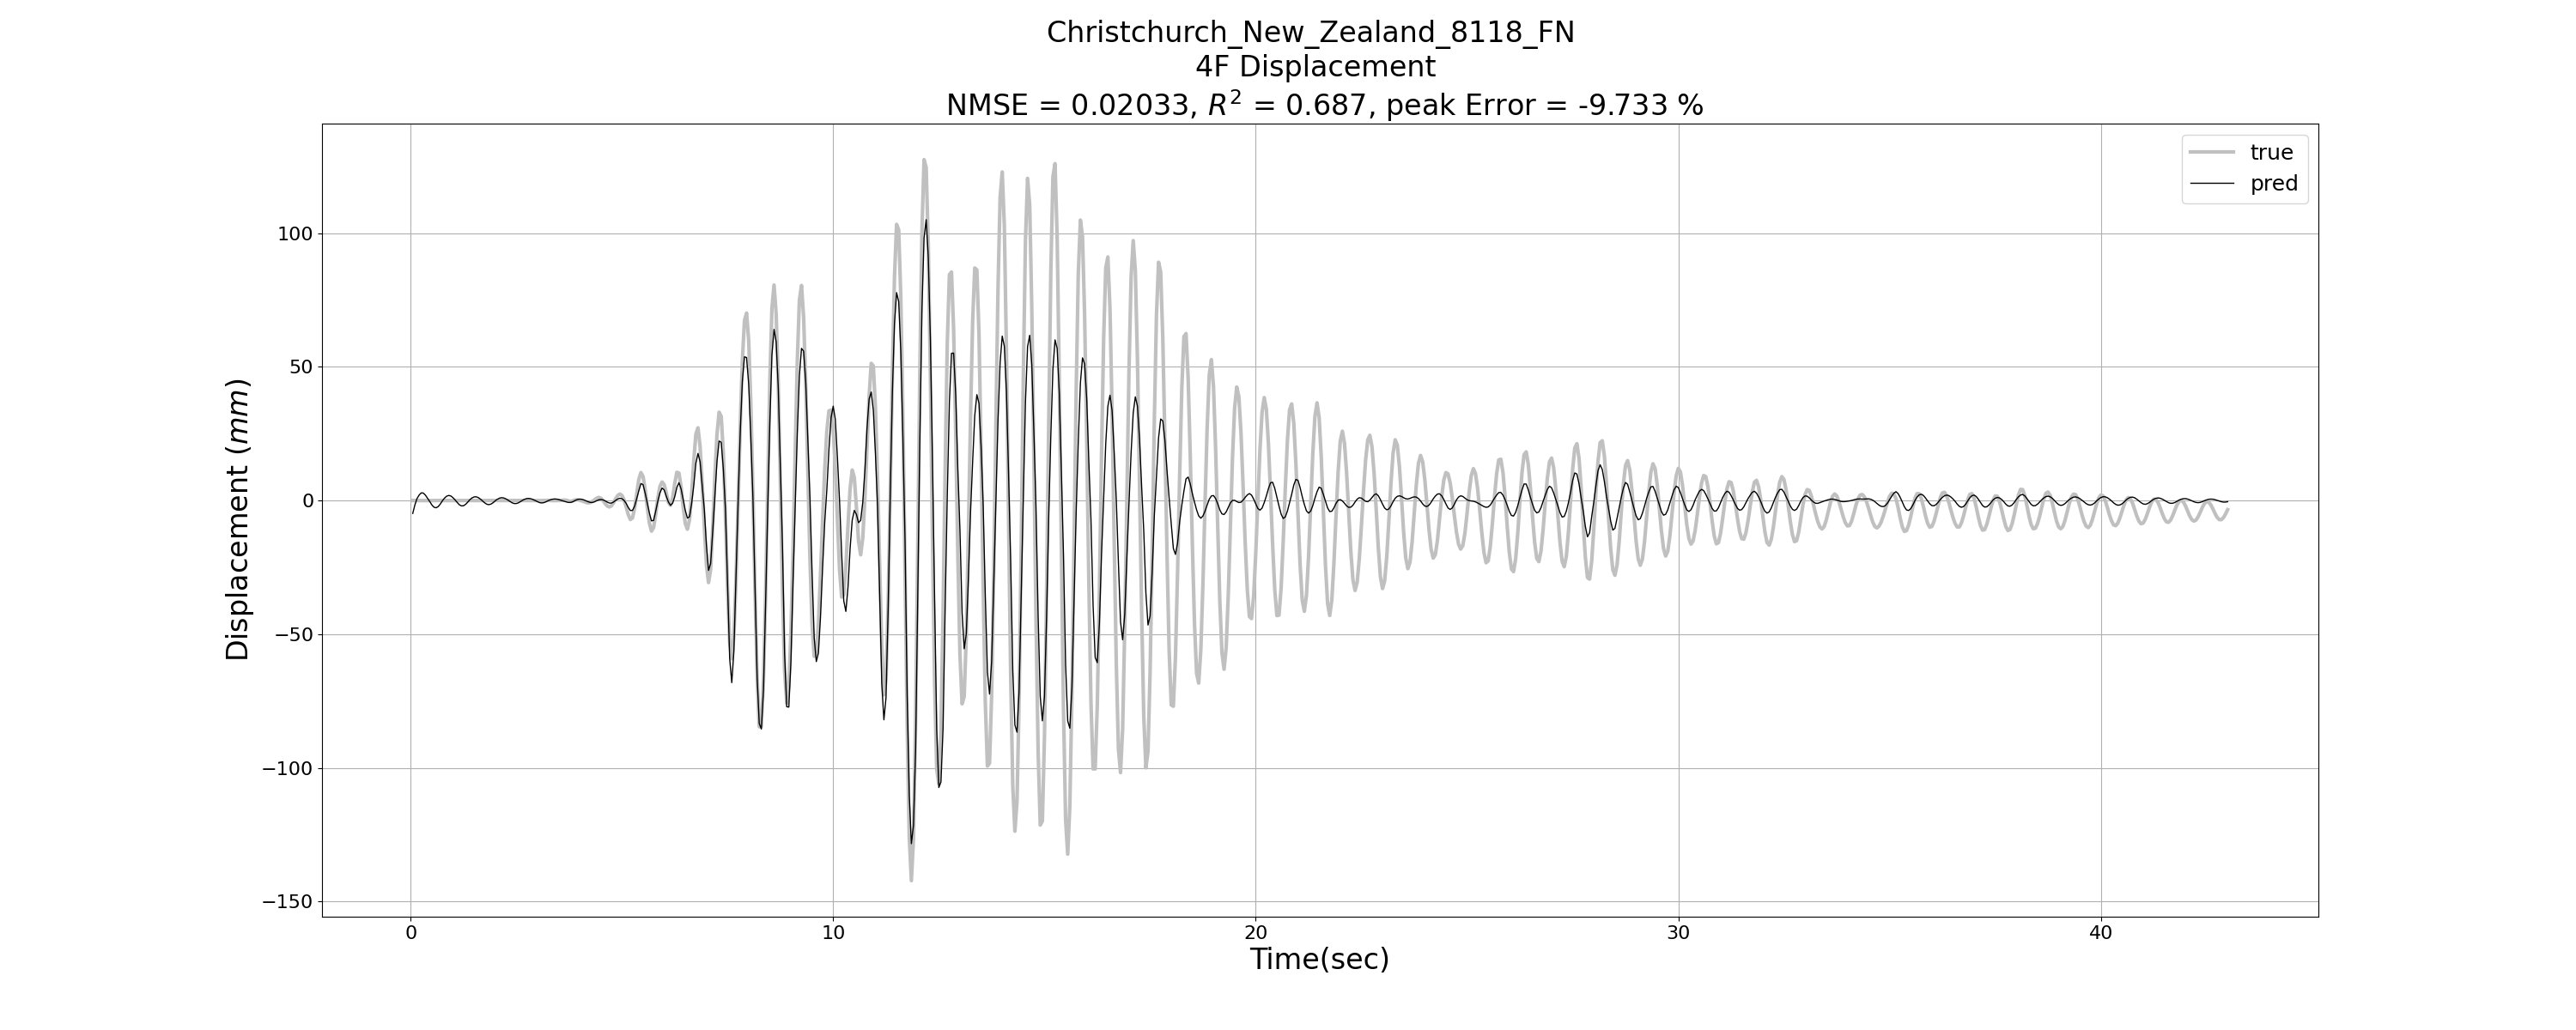 Christchurch_New_Zealand_8118_FN
4F Displacement
NMSE = 0.02033, R² = 0.687, peak Error = -9.733 %
true
pred
Displacement (mm)
100
50
0
−50
−100
−150
0 10 20 30 40
Time(sec)